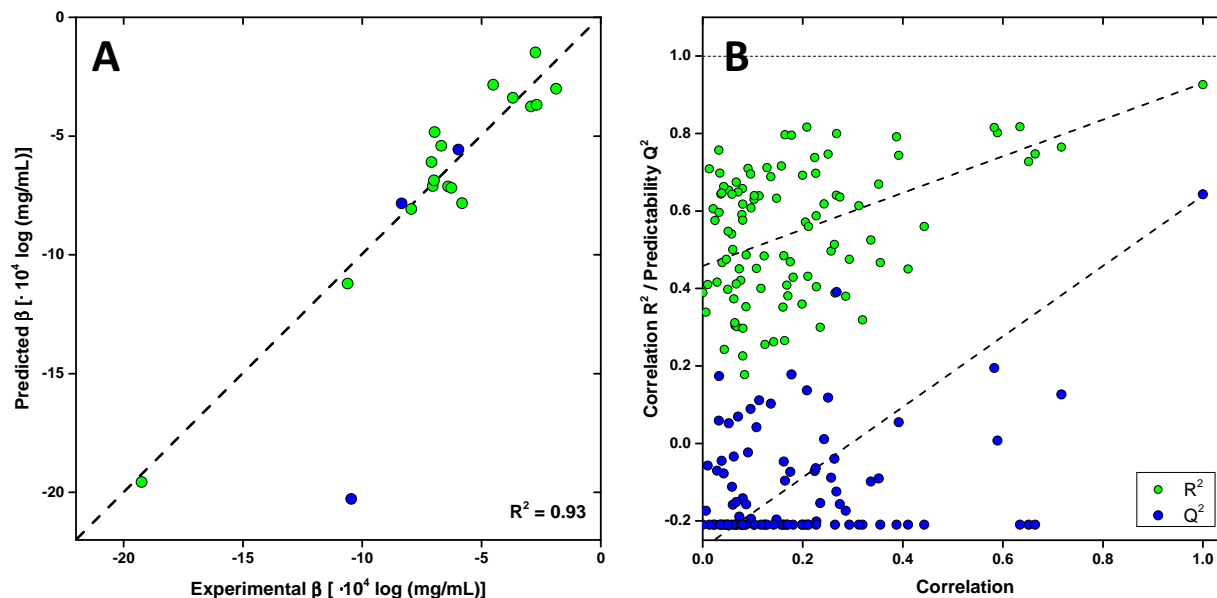 A
Predicted β [ ·10⁴ log (mg/mL)]
0
-5
-10
-15
-20
-20
-15
-10
-5
0
R² = 0.93
Experimental β [ ·10⁴ log (mg/mL)]
B
Correlation R² / Predictability Q²
1.0
0.8
0.6
0.4
0.2
0.0
-0.2
0.0
0.2
0.4
0.6
0.8
1.0
R²
Q²
Correlation